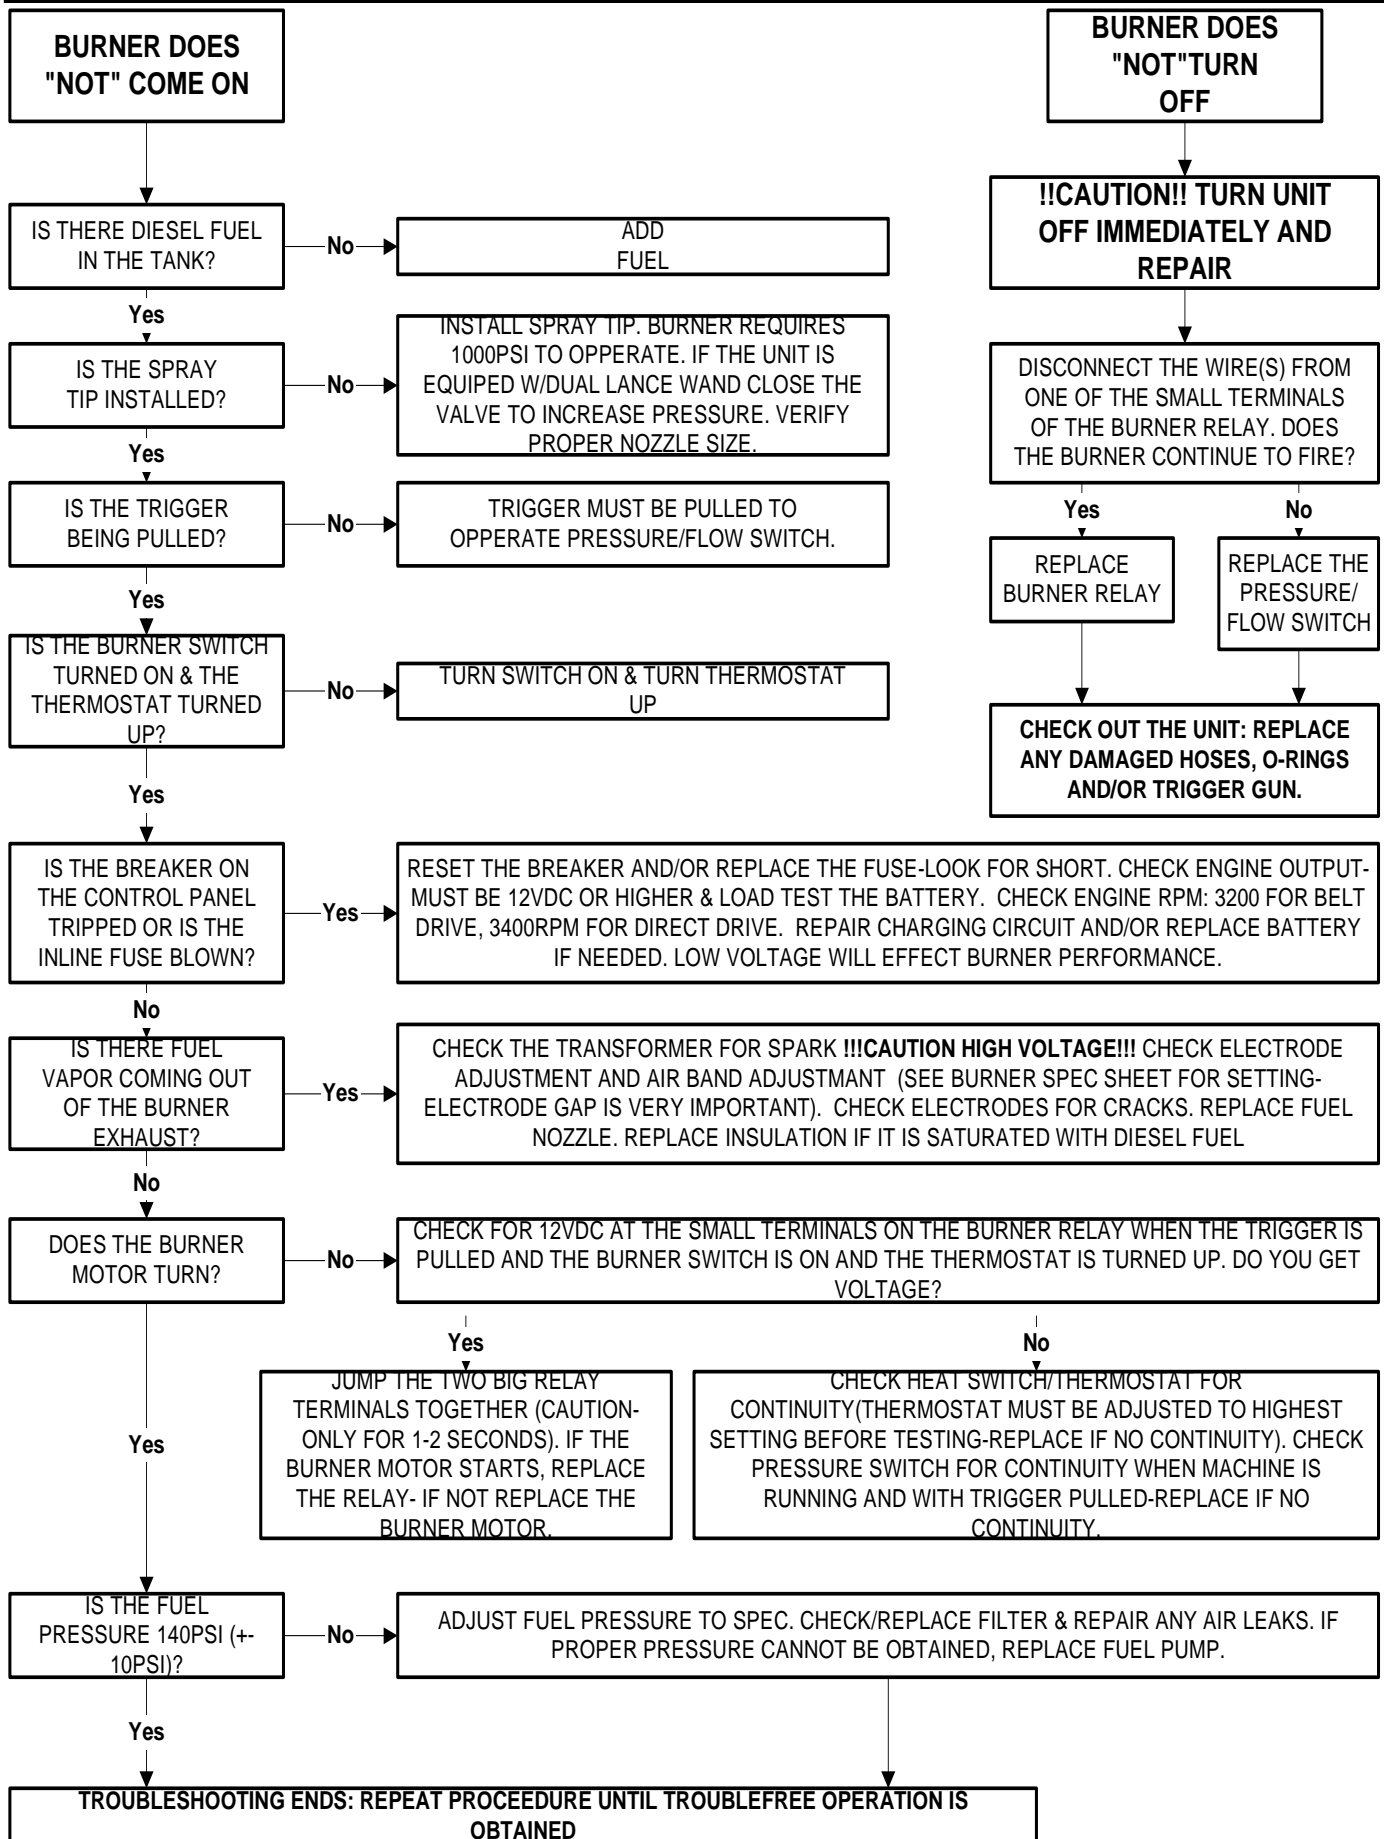 BURNER DOES
"NOT" COME ON
IS THERE DIESEL FUEL
IN THE TANK?
No
ADD
FUEL
Yes
IS THE SPRAY
TIP INSTALLED?
No
INSTALL SPRAY TIP. BURNER REQUIRES
1000PSI TO OPPERATE. IF THE UNIT IS
EQUIPED W/DUAL LANCE WAND CLOSE THE
VALVE TO INCREASE PRESSURE. VERIFY
PROPER NOZZLE SIZE.
Yes
IS THE TRIGGER
BEING PULLED?
No
TRIGGER MUST BE PULLED TO
OPPERATE PRESSURE/FLOW SWITCH.
Yes
IS THE BURNER SWITCH
TURNED ON & THE
THERMOSTAT TURNED
UP?
No
TURN SWITCH ON & TURN THERMOSTAT
UP
Yes
IS THE BREAKER ON
THE CONTROL PANEL
TRIPPED OR IS THE
INLINE FUSE BLOWN?
Yes
RESET THE BREAKER AND/OR REPLACE THE FUSE-LOOK FOR SHORT. CHECK ENGINE OUTPUT-
MUST BE 12VDC OR HIGHER & LOAD TEST THE BATTERY. CHECK ENGINE RPM: 3200 FOR BELT
DRIVE, 3400RPM FOR DIRECT DRIVE. REPAIR CHARGING CIRCUIT AND/OR REPLACE BATTERY
IF NEEDED. LOW VOLTAGE WILL EFFECT BURNER PERFORMANCE.
No
IS THERE FUEL
VAPOR COMING OUT
OF THE BURNER
EXHAUST?
Yes
CHECK THE TRANSFORMER FOR SPARK !!!CAUTION HIGH VOLTAGE!!! CHECK ELECTRODE
ADJUSTMENT AND AIR BAND ADJUSTMANT (SEE BURNER SPEC SHEET FOR SETTING-
ELECTRODE GAP IS VERY IMPORTANT). CHECK ELECTRODES FOR CRACKS. REPLACE FUEL
NOZZLE. REPLACE INSULATION IF IT IS SATURATED WITH DIESEL FUEL
No
DOES THE BURNER
MOTOR TURN?
No
CHECK FOR 12VDC AT THE SMALL TERMINALS ON THE BURNER RELAY WHEN THE TRIGGER IS
PULLED AND THE BURNER SWITCH IS ON AND THE THERMOSTAT IS TURNED UP. DO YOU GET
VOLTAGE?
Yes
JUMP THE TWO BIG RELAY
TERMINALS TOGETHER (CAUTION-
ONLY FOR 1-2 SECONDS). IF THE
BURNER MOTOR STARTS, REPLACE
THE RELAY- IF NOT REPLACE THE
BURNER MOTOR.
No
CHECK HEAT SWITCH/THERMOSTAT FOR
CONTINUITY(THERMOSTAT MUST BE ADJUSTED TO HIGHEST
SETTING BEFORE TESTING-REPLACE IF NO CONTINUITY). CHECK
PRESSURE SWITCH FOR CONTINUITY WHEN MACHINE IS
RUNNING AND WITH TRIGGER PULLED-REPLACE IF NO
CONTINUITY.
Yes
IS THE FUEL
PRESSURE 140PSI (+-
10PSI)?
No
ADJUST FUEL PRESSURE TO SPEC. CHECK/REPLACE FILTER & REPAIR ANY AIR LEAKS. IF
PROPER PRESSURE CANNOT BE OBTAINED, REPLACE FUEL PUMP.
Yes
TROUBLESHOOTING ENDS: REPEAT PROCEEDURE UNTIL TROUBLEFREE OPERATION IS
OBTAINED
BURNER DOES
"NOT"TURN
OFF
!!CAUTION!! TURN UNIT
OFF IMMEDIATELY AND
REPAIR
DISCONNECT THE WIRE(S) FROM
ONE OF THE SMALL TERMINALS
OF THE BURNER RELAY. DOES
THE BURNER CONTINUE TO FIRE?
Yes
REPLACE
BURNER RELAY
No
REPLACE THE
PRESSURE/
FLOW SWITCH
CHECK OUT THE UNIT: REPLACE
ANY DAMAGED HOSES, O-RINGS
AND/OR TRIGGER GUN.